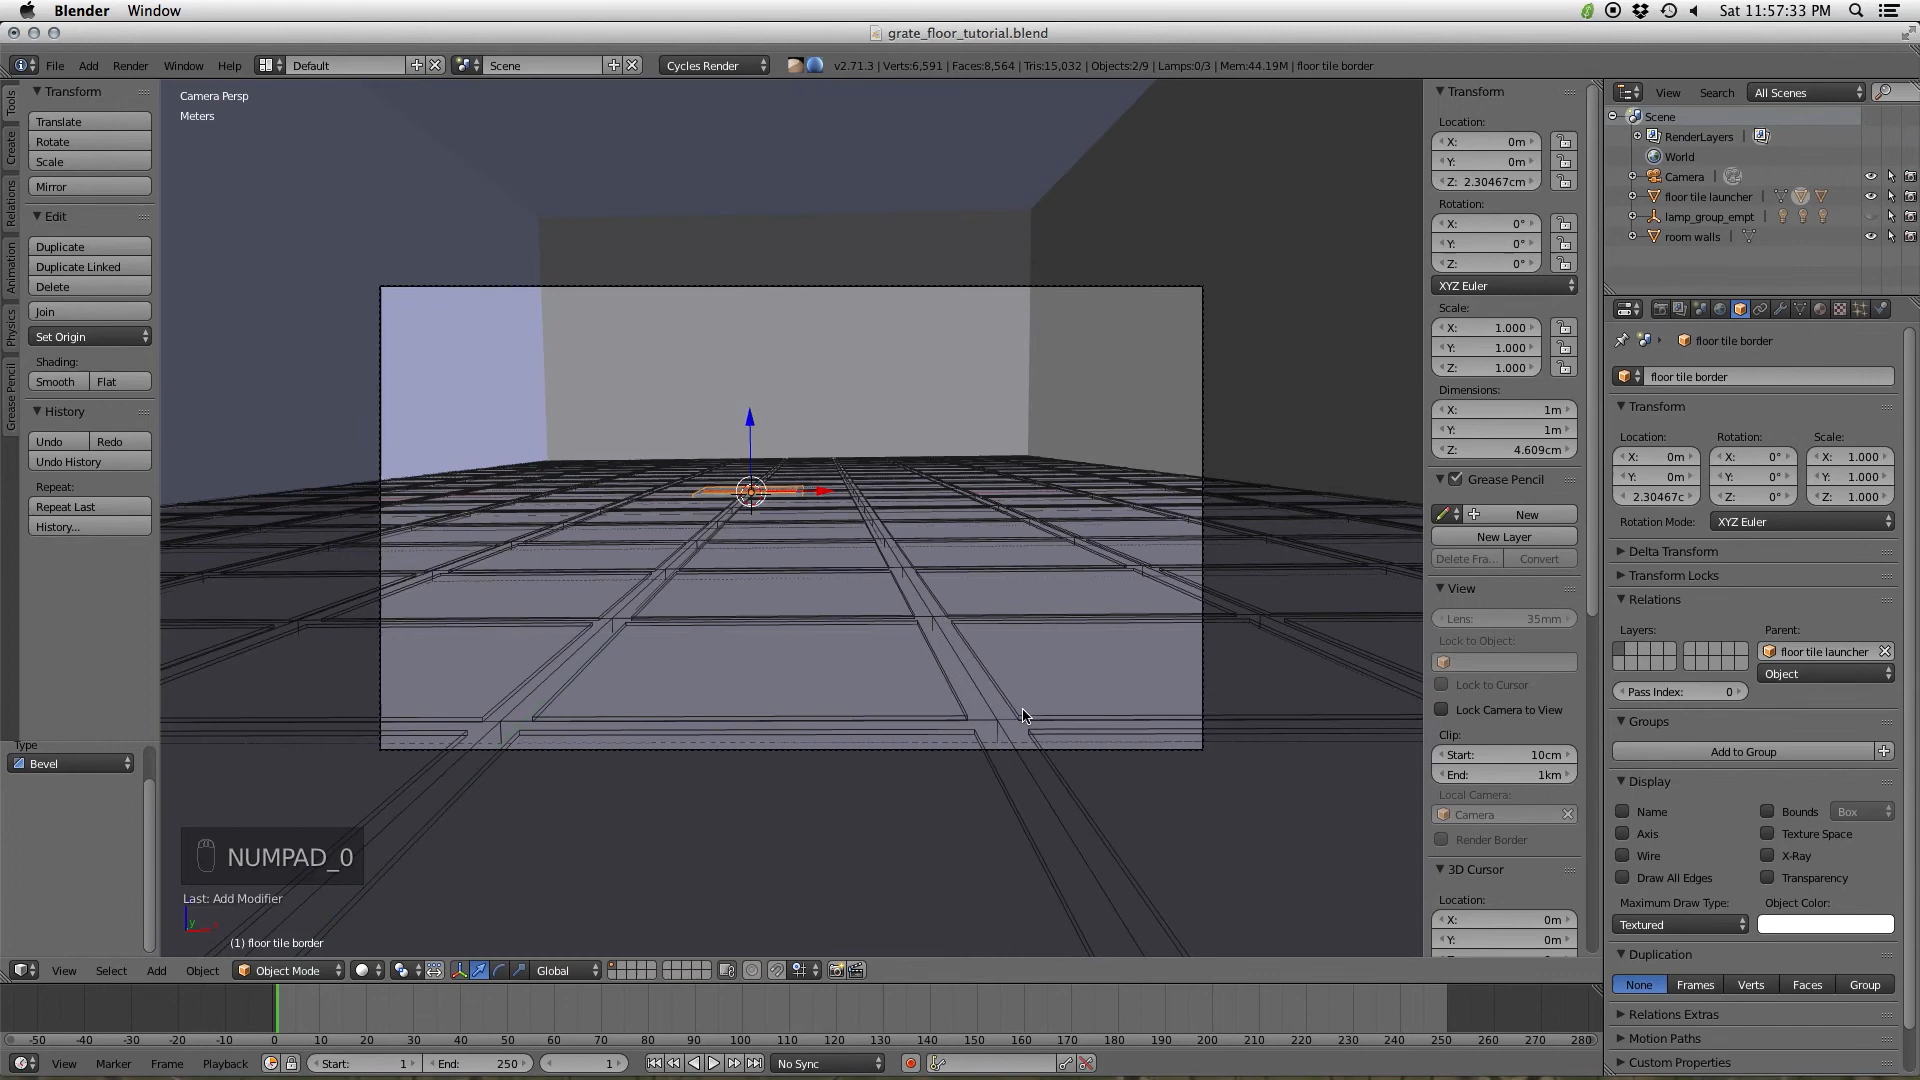 Blender Window
Sat 11:57:33 PM
grate_floor_tutorial.blend
File Add Render Window Help
Default
Scene
Cycles Render
v2.71.3 | Verts:6,591 | Faces:8,564 | Tris:15,032 | Objects:2/9 | Lamps:0/3 | Mem:44.19M | floor tile border
Tools
Create
Relations
Animation
Physics
Grease Pencil
Transform
Translate
Rotate
Scale
Mirror
Edit
Duplicate
Duplicate Linked
Delete
Join
Set Origin
Shading:
Smooth Flat
History
Undo Redo
Undo History
Repeat:
Repeat Last
History...
Type
Bevel
Camera Persp
Meters
NUMPAD_0
Last: Add Modifier
y
(1) floor tile border
Transform
Location:
X: 0m
Y: 0m
Z: 2.30467cm
Rotation:
X: 0°
Y: 0°
Z: 0°
XYZ Euler
Scale:
X: 1.000
Y: 1.000
Z: 1.000
Dimensions:
X: 1m
Y: 1m
Z: 4.609cm
Grease Pencil
New
New Layer
Delete Fra... Convert
View
Lens: 35mm
Lock to Object:
Lock to Cursor
Lock Camera to View
Clip:
Start: 10cm
End: 1km
Local Camera:
Camera
Render Border
3D Cursor
Location:
X: 0m
Y: 0m
View Search All Scenes
Scene
RenderLayers |
World
Camera |
floor tile launcher
lamp_group_empt
room walls |
floor tile border
floor tile border
Transform
Location: Rotation: Scale:
X: 0m X: 0° X: 1.000
Y: 0m Y: 0° Y: 1.000
2.30467c Z: 0° Z: 1.000
Rotation Mode: XYZ Euler
Delta Transform
Transform Locks
Relations
Layers: Parent:
floor tile launcher
Object
Pass Index: 0
Groups
Add to Group
Display
Name Bounds Box
Axis Texture Space
Wire X-Ray
Draw All Edges Transparency
Maximum Draw Type: Object Color:
Textured
Duplication
None Frames Verts Faces Group
Relations Extras
Motion Paths
Custom Properties
View Select Add Object Object Mode Global
-50 -40 -30 -20 -10 0 10 20 30 40 50 60 70 80 90 100 110 120 130 140 150 160 170 180 190 200 210 220 230 240 250 260 270 280
View Marker Frame Playback Start: 1 End: 250 1 No Sync